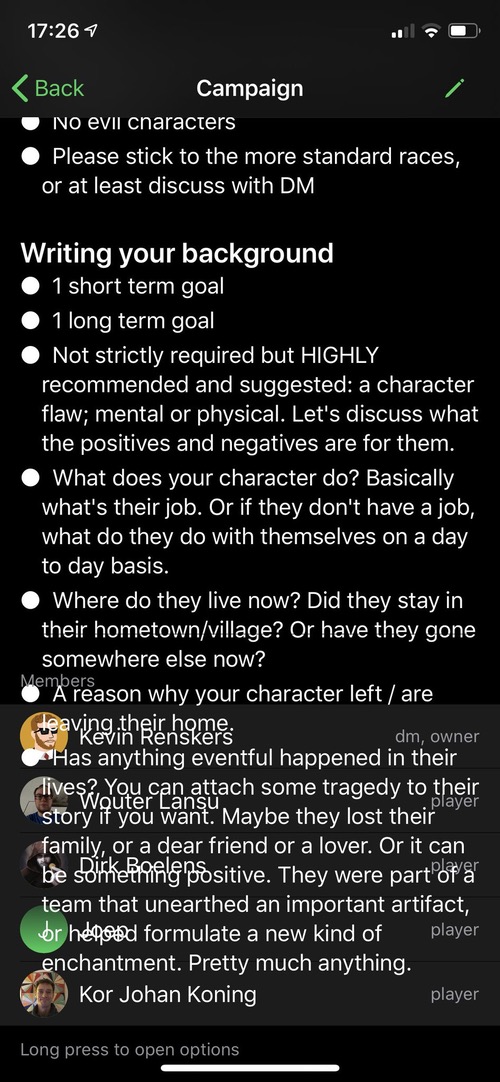 17:26
Back
Campaign
No evil characters
Please stick to the more standard races,
or at least discuss with DM
Writing your background
1 short term goal
1 long term goal
Not strictly required but HIGHLY
recommended and suggested: a character
flaw; mental or physical. Let's discuss what
the positives and negatives are for them.
What does your character do? Basically
what's their job. Or if they don't have a job,
what do they do with themselves on a day
to day basis.
Where do they live now? Did they stay in
their hometown/village? Or have they gone
somewhere else now?
Members
A reason why your character left / are
leaving their home.
Kevin Renskers
dm, owner
Has anything eventful happened in their
lives? You can attach some tragedy to their
Wouter Lansu
player
story if you want. Maybe they lost their
family, or a dear friend or a lover. Or it can
Dirk Boelens
player
be something positive. They were part of a
team that unearthed an important artifact,
J
Joep
player
or helped formulate a new kind of
enchantment. Pretty much anything.
Kor Johan Koning
player
Long press to open options